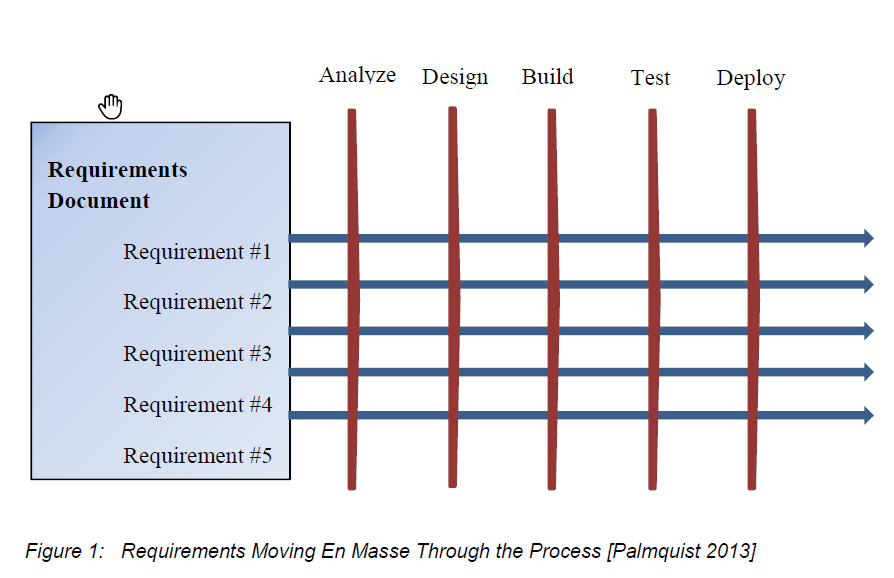 Analyze Design Build Test Deploy
Requirements
Document
Requirement #1
Requirement #2
Requirement #3
Requirement #4
Requirement #5
Figure 1: Requirements Moving En Masse Through the Process [Palmquist 2013]